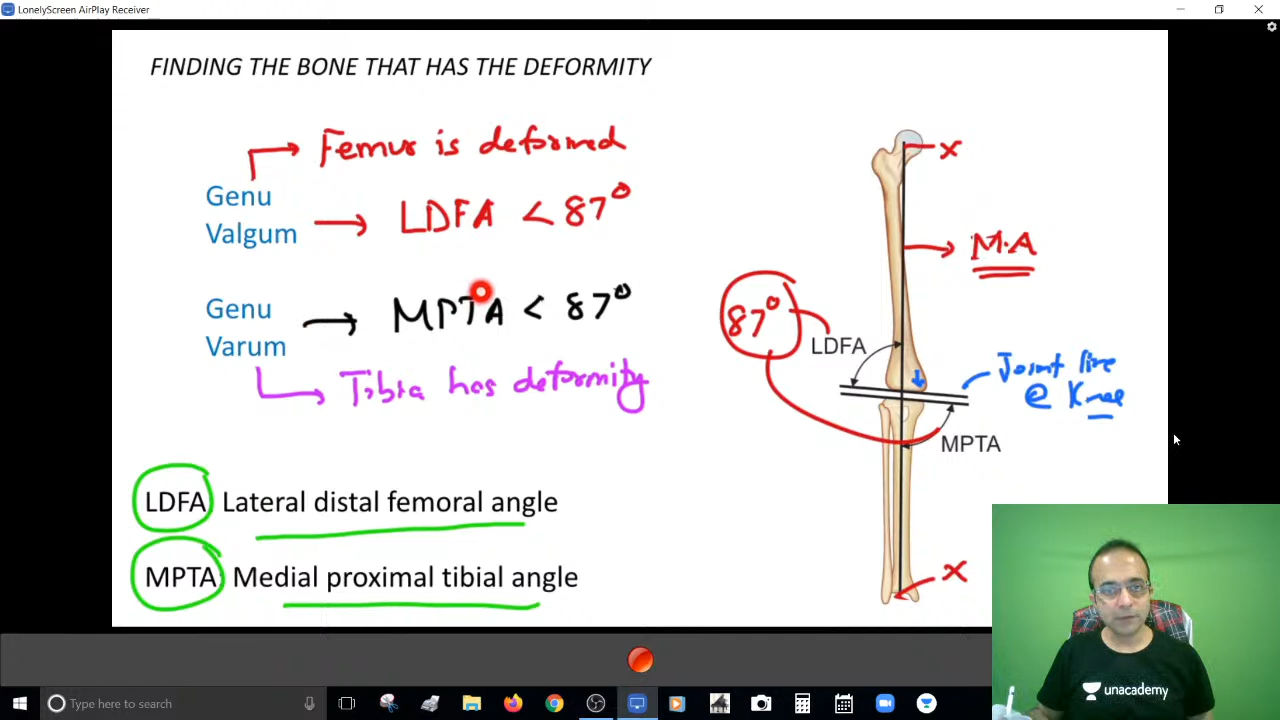 LonelyScreen AirPlay Receiver
FINDING THE BONE THAT HAS THE DEFORMITY
Femur is deformed
Genu
Valgum
LDFA < 87°
Genu
Varum
MPTA < 87°
Tibia has deformity
LDFA Lateral distal femoral angle
MPTA Medial proximal tibial angle
X
M.A
87°
LDFA
Joint line
@ Knee
MPTA
X
unacademy
Type here to search